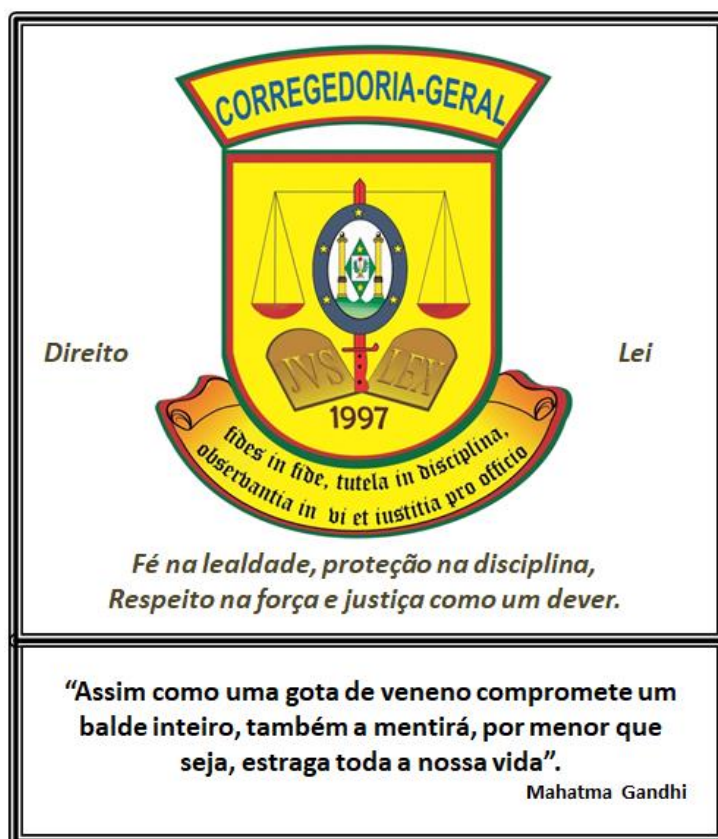 CORREGEDORIA-GERAL
Direito
Lei
JVS LEX
1997
fides in fide, tutela in disciplina,
observantia in vi et iustitia pro officio
Fé na lealdade, proteção na disciplina,
Respeito na força e justiça como um dever.
“Assim como uma gota de veneno compromete um
balde inteiro, também a mentirá, por menor que
seja, estraga toda a nossa vida”.
Mahatma Gandhi